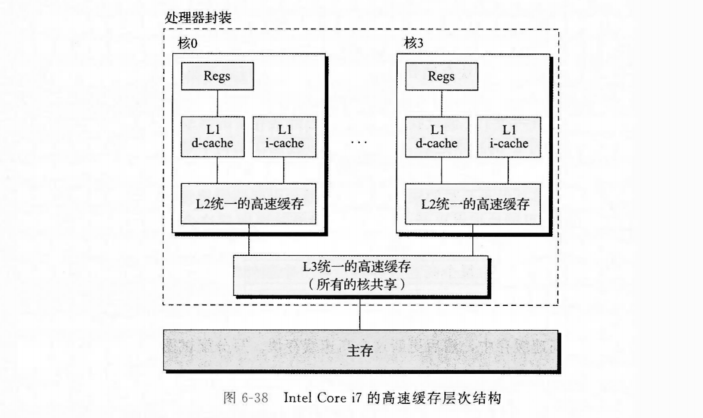 处理器封装
核0
核3
Regs
Regs
L1
d-cache
L1
i-cache
...
L1
d-cache
L1
i-cache
L2统一的高速缓存
L2统一的高速缓存
L3统一的高速缓存
（所有的核共享）
主存
图 6-38 Intel Core i7 的高速缓存层次结构